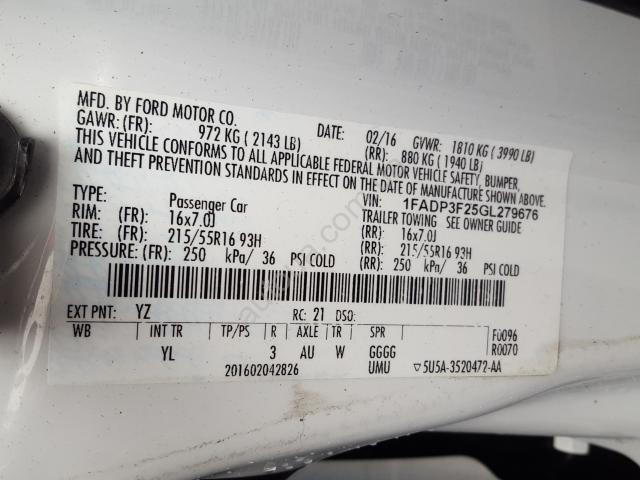 MFD. BY FORD MOTOR CO.
DATE: 02/16 GVWR: 1810 KG ( 3990 LB)
GAWR: (FR): 972 KG ( 2143 LB) (RR): 880 KG ( 1940 LB)
THIS VEHICLE CONFORMS TO ALL APPLICABLE FEDERAL MOTOR VEHICLE SAFETY, BUMPER,
AND THEFT PREVENTION STANDARDS IN EFFECT ON THE DATE OF MANUFACTURE SHOWN ABOVE.
VIN: 1FADP3F25GL279676
TYPE: Passenger Car TRAILER TOWING SEE OWNER GUIDE
RIM: (FR): 16x7.0J (RR): 16x7.0J
TIRE: (FR): 215/55R16 93H (RR): 215/55R16 93H
PRESSURE: (FR): 250 kPa/ 36 PSI COLD (RR): 250 kPa/ 36 PSI COLD
EXT PNT: YZ RC: 21 DSO:
WB INT TR TP/PS R AXLE TR SPR F0096
YL 3 AU W GGGG R0070
201602042826 UMU ▽5U5A-3520472-AA